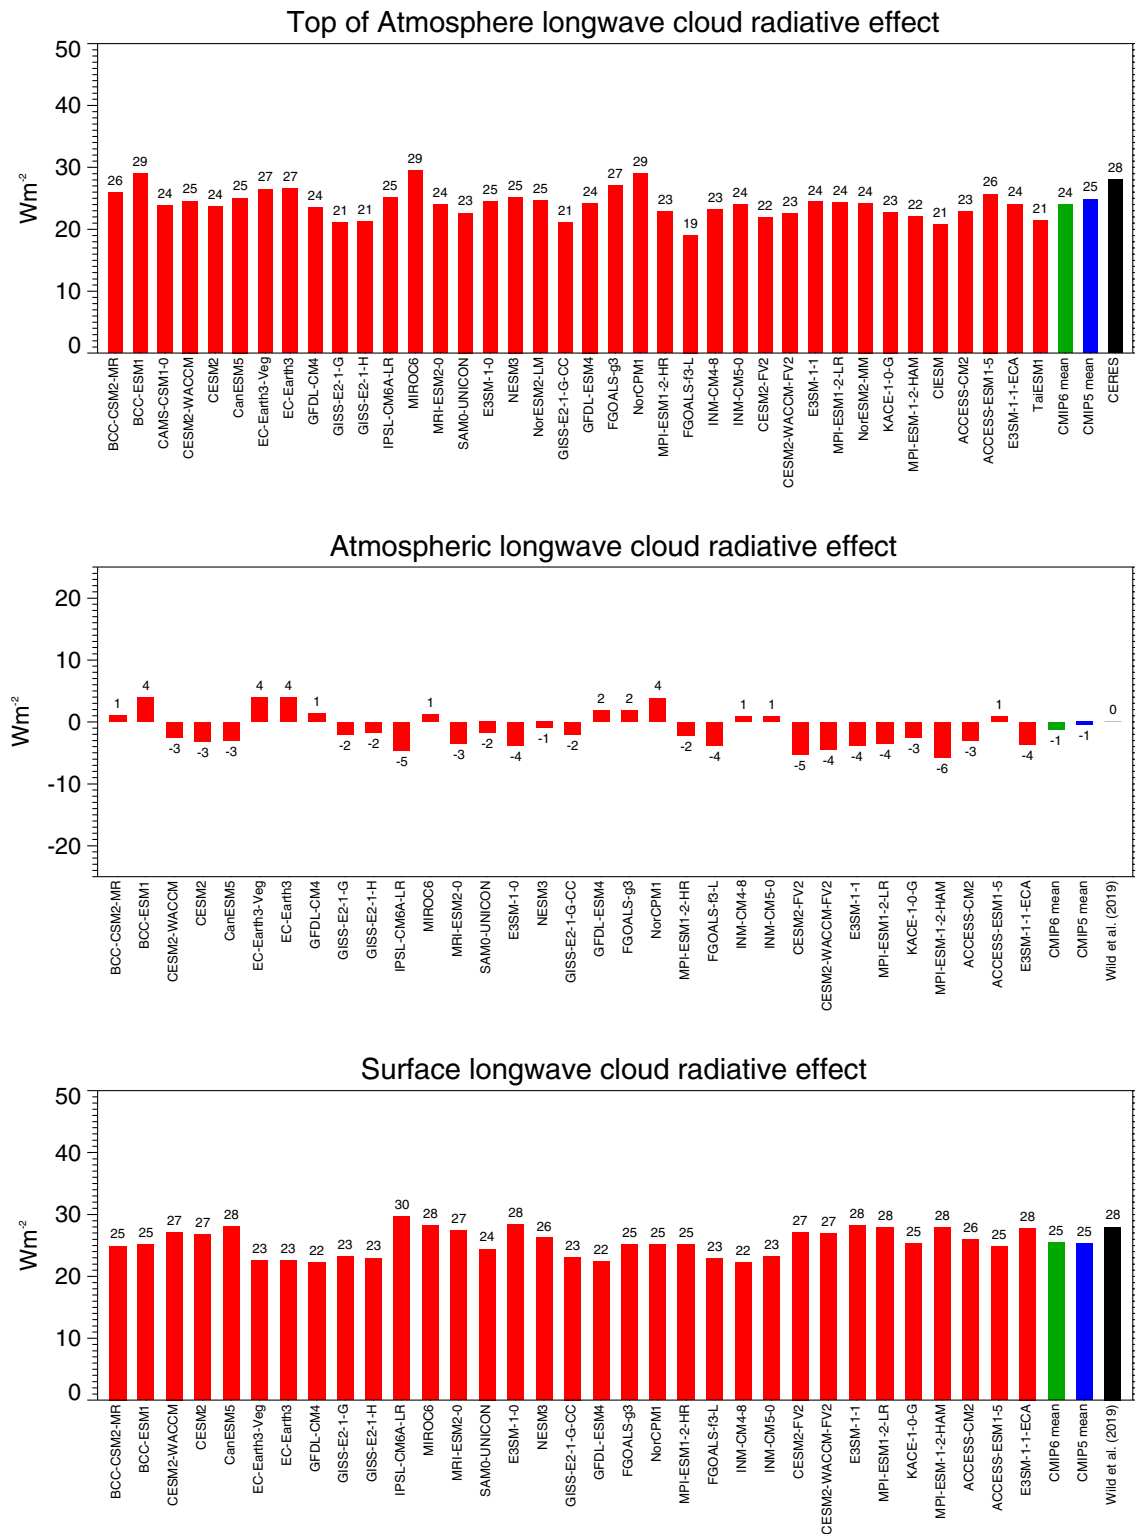 Top of Atmosphere longwave cloud radiative effect
50
40
30
20
10
0
Wm-2
26 29 24 25 24 25 27 27 24 21 21 25 29 24 23 25 25 25 21 24 27 29 23 19 23 24 22 23 24 24 24 23 22 21 23 26 24 21 24 25 28
BCC-CSM2-MR
BCC-ESM1
CAMS-CSM1-0
CESM2-WACCM
CESM2
CanESM5
EC-Earth3-Veg
EC-Earth3
GFDL-CM4
GISS-E2-1-G
GISS-E2-1-H
IPSL-CM6A-LR
MIROC6
MRI-ESM2-0
SAM0-UNICON
E3SM-1-0
NESM3
NorESM2-LM
GISS-E2-1-G-CC
GFDL-ESM4
FGOALS-g3
NorCPM1
MPI-ESM1-2-HR
FGOALS-f3-L
INM-CM4-8
INM-CM5-0
CESM2-FV2
CESM2-WACCM-FV2
E3SM-1-1
MPI-ESM1-2-LR
NorESM2-MM
KACE-1-0-G
MPI-ESM-1-2-HAM
CIESM
ACCESS-CM2
ACCESS-ESM1-5
E3SM-1-1-ECA
TaiESM1
CMIP6 mean
CMIP5 mean
CERES
Atmospheric longwave cloud radiative effect
20
10
0
-10
-20
Wm-2
1 4 -3 -3 -3 4 4 1 -2 -2 -5 1 -3 -2 -4 -1 -2 2 2 4 -2 -4 1 1 -5 -4 -4 -4 -3 -6 -3 1 -4 -1 -1 0
BCC-CSM2-MR
BCC-ESM1
CESM2-WACCM
CESM2
CanESM5
EC-Earth3-Veg
EC-Earth3
GFDL-CM4
GISS-E2-1-G
GISS-E2-1-H
IPSL-CM6A-LR
MIROC6
MRI-ESM2-0
SAM0-UNICON
E3SM-1-0
NESM3
GISS-E2-1-G-CC
GFDL-ESM4
FGOALS-g3
NorCPM1
MPI-ESM1-2-HR
FGOALS-f3-L
INM-CM4-8
INM-CM5-0
CESM2-FV2
CESM2-WACCM-FV2
E3SM-1-1
MPI-ESM1-2-LR
KACE-1-0-G
MPI-ESM-1-2-HAM
ACCESS-CM2
ACCESS-ESM1-5
E3SM-1-1-ECA
CMIP6 mean
CMIP5 mean
Wild et al. (2019)
Surface longwave cloud radiative effect
50
40
30
20
10
0
Wm-2
25 25 27 27 28 23 23 22 23 23 30 28 27 24 28 26 23 22 25 25 25 23 22 23 27 27 28 28 25 28 26 25 28 25 25 28
BCC-CSM2-MR
BCC-ESM1
CESM2-WACCM
CESM2
CanESM5
EC-Earth3-Veg
EC-Earth3
GFDL-CM4
GISS-E2-1-G
GISS-E2-1-H
IPSL-CM6A-LR
MIROC6
MRI-ESM2-0
SAM0-UNICON
E3SM-1-0
NESM3
GISS-E2-1-G-CC
GFDL-ESM4
FGOALS-g3
NorCPM1
MPI-ESM1-2-HR
FGOALS-f3-L
INM-CM4-8
INM-CM5-0
CESM2-FV2
CESM2-WACCM-FV2
E3SM-1-1
MPI-ESM1-2-LR
KACE-1-0-G
MPI-ESM-1-2-HAM
ACCESS-CM2
ACCESS-ESM1-5
E3SM-1-1-ECA
CMIP6 mean
CMIP5 mean
Wild et al. (2019)